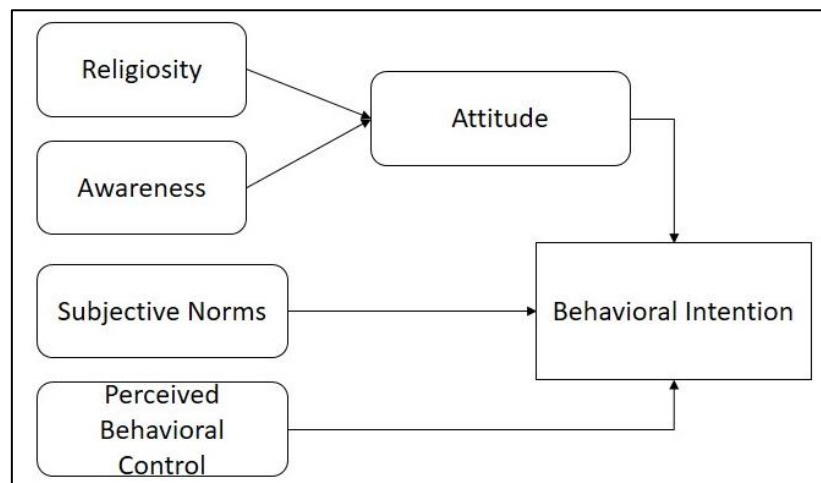 Religiosity
Attitude
Awareness
Subjective Norms
Behavioral Intention
Perceived
Behavioral
Control